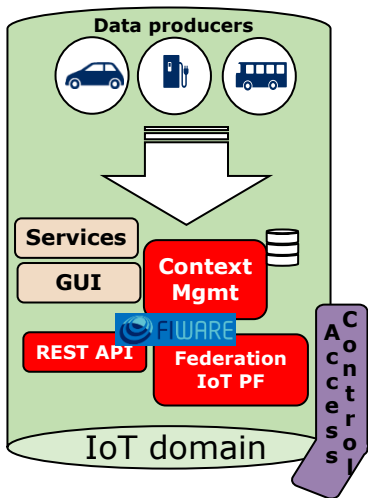 Data producers
Services
GUI
Context
Mgmt
FIWARE
REST API
Federation
IoT PF
Access
Control
IoT domain